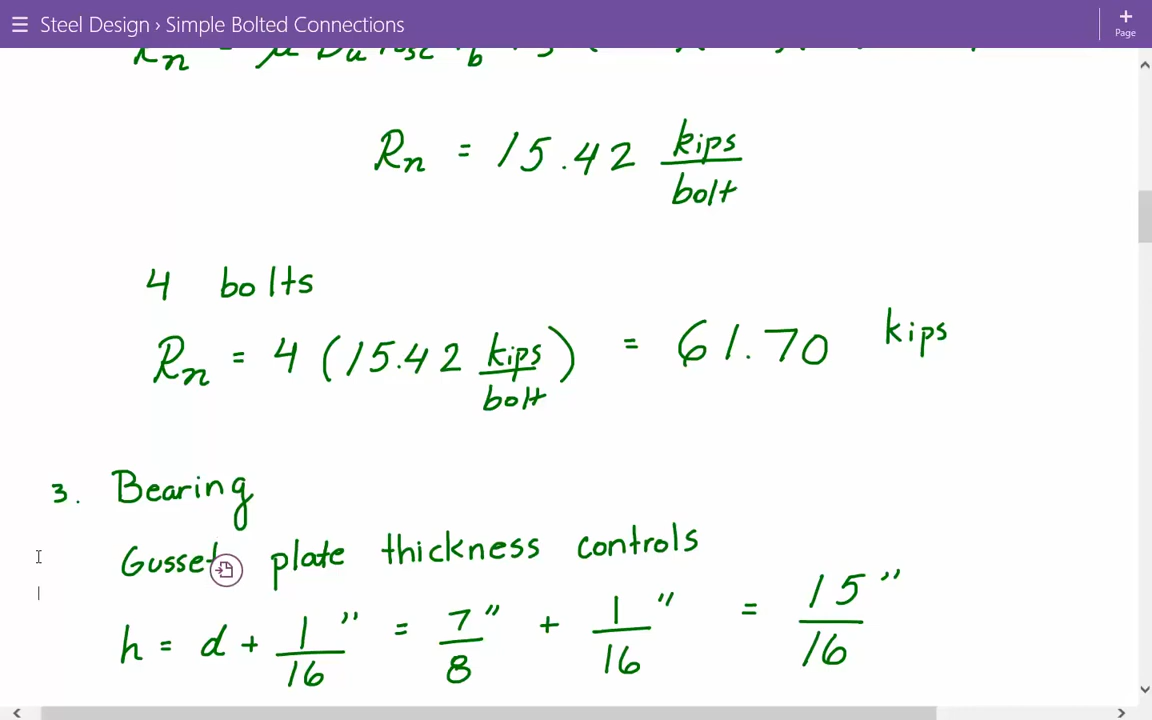 Steel Design › Simple Bolted Connections
Page
Rn = 15.42 kips/bolt
4 bolts
Rn = 4 (15.42 kips/bolt) = 61.70 kips
3. Bearing
Gusset plate thickness controls
h = d + 1/16" = 7/8" + 1/16" = 15/16"